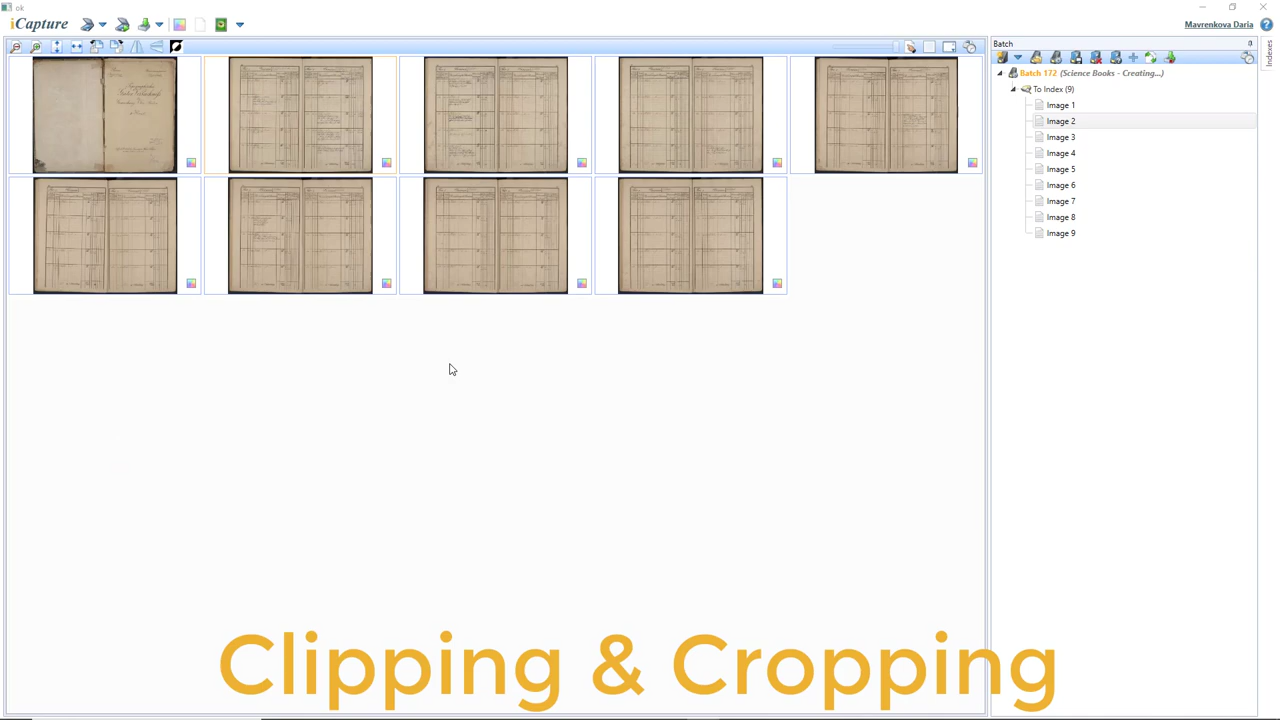 ok
iCapture
Mavrenkova Daria
Batch
Indexes
Batch 172 (Science Books - Creating...)
To Index (9)
Image 1
Image 2
Image 3
Image 4
Image 5
Image 6
Image 7
Image 8
Image 9
Clipping & Cropping